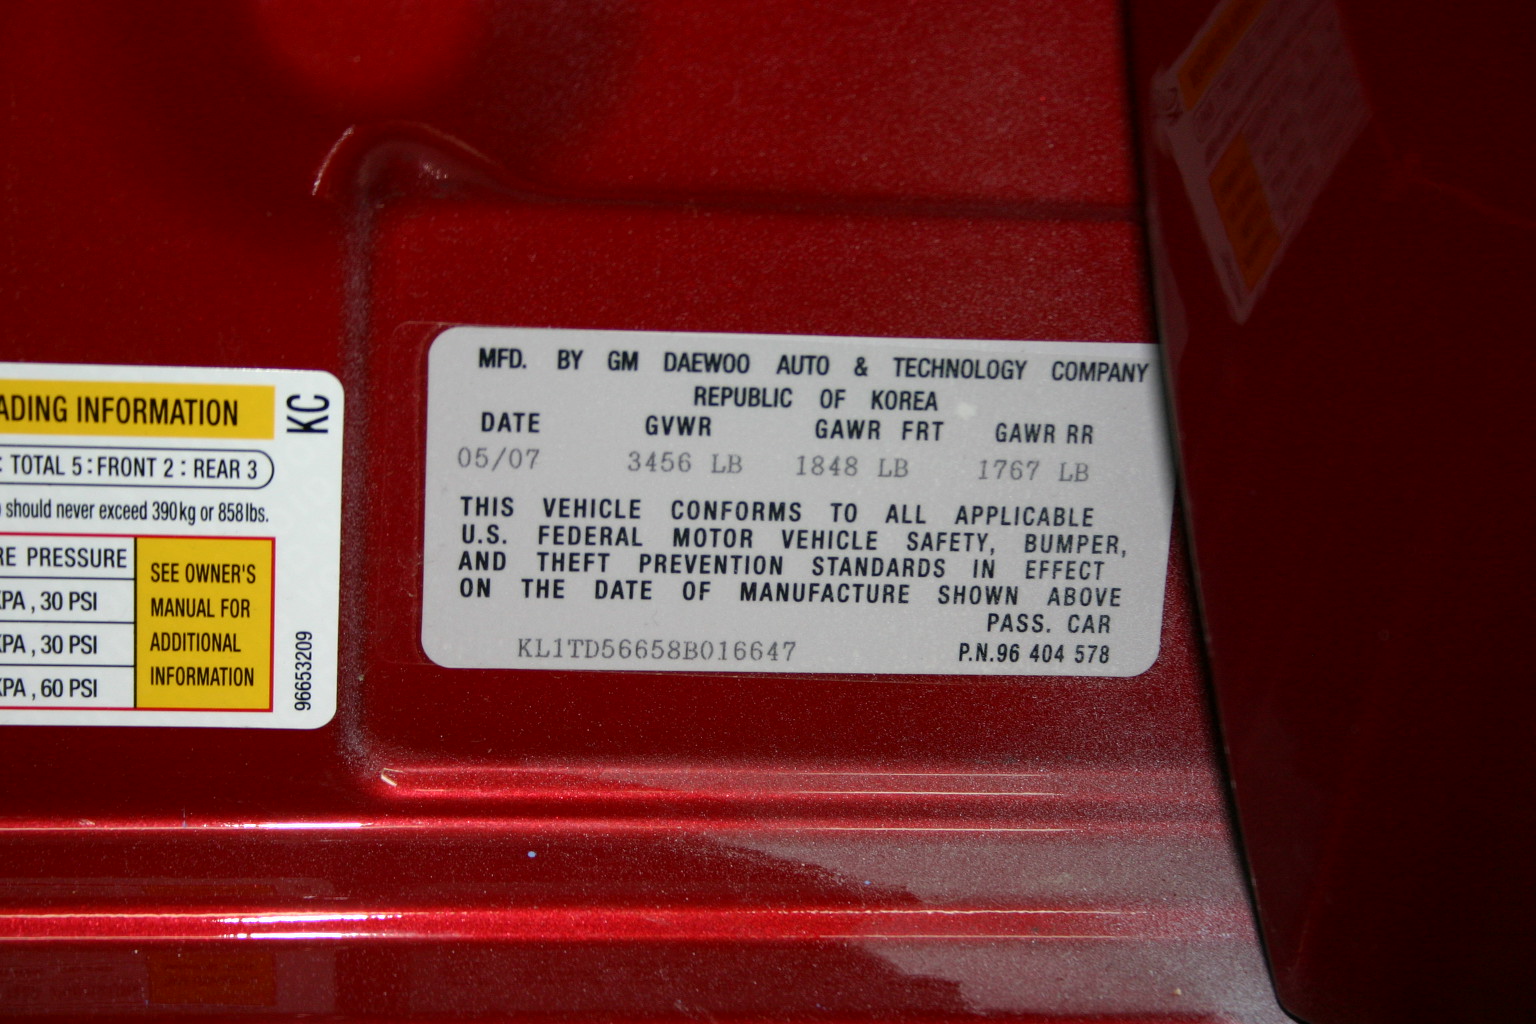 ADING INFORMATION
KC
: TOTAL 5 : FRONT 2 : REAR 3
should never exceed 390kg or 858lbs.
RE PRESSURE
KPA , 30 PSI
KPA , 30 PSI
KPA , 60 PSI
SEE OWNER'S
MANUAL FOR
ADDITIONAL
INFORMATION
96653209
MFD. BY GM DAEWOO AUTO & TECHNOLOGY COMPANY
REPUBLIC OF KOREA
DATE GVWR GAWR FRT GAWR RR
05/07 3456 LB 1848 LB 1767 LB
THIS VEHICLE CONFORMS TO ALL APPLICABLE
U.S. FEDERAL MOTOR VEHICLE SAFETY, BUMPER,
AND THEFT PREVENTION STANDARDS IN EFFECT
ON THE DATE OF MANUFACTURE SHOWN ABOVE
PASS. CAR
KL1TD56658B016647 P.N.96 404 578